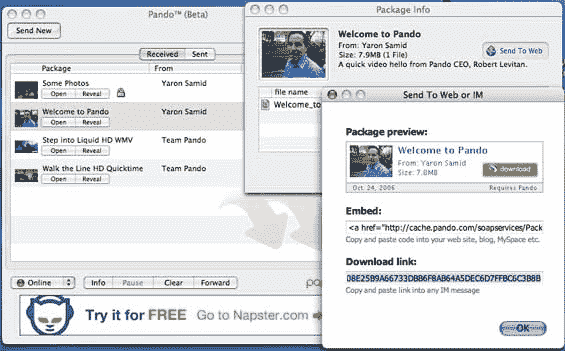 Pando™ (Beta)
Send New
Received
Sent
Package
From
Some Photos
Yaron Samid
Open
Reveal
Welcome to Pando
Yaron Samid
Open
Reveal
Step into Liquid HD WMV
Team Pando
Open
Reveal
Walk the Line HD Quicktime
Team Pando
Open
Reveal
Online
Info
Pause
Clear
Forward
Try it for FREE
Go to Napster.com
Package Info
Welcome to Pando
From: Yaron Samid
Size: 7.9MB (1 File)
A quick video hello from Pando CEO, Robert Levitan.
Send To Web
file name
Welcome_to
Send To Web or IM
Package preview:
Welcome to Pando
From: Yaron Samid
Size: 7.8MB
download
Oct. 24, 2006
Requires Pando
Embed:
<a href="http://cache.pando.com/soapservices/Pack
Copy and paste code into your web site, blog, MySpace etc.
Download link:
Copy and paste link into any IM message
OK